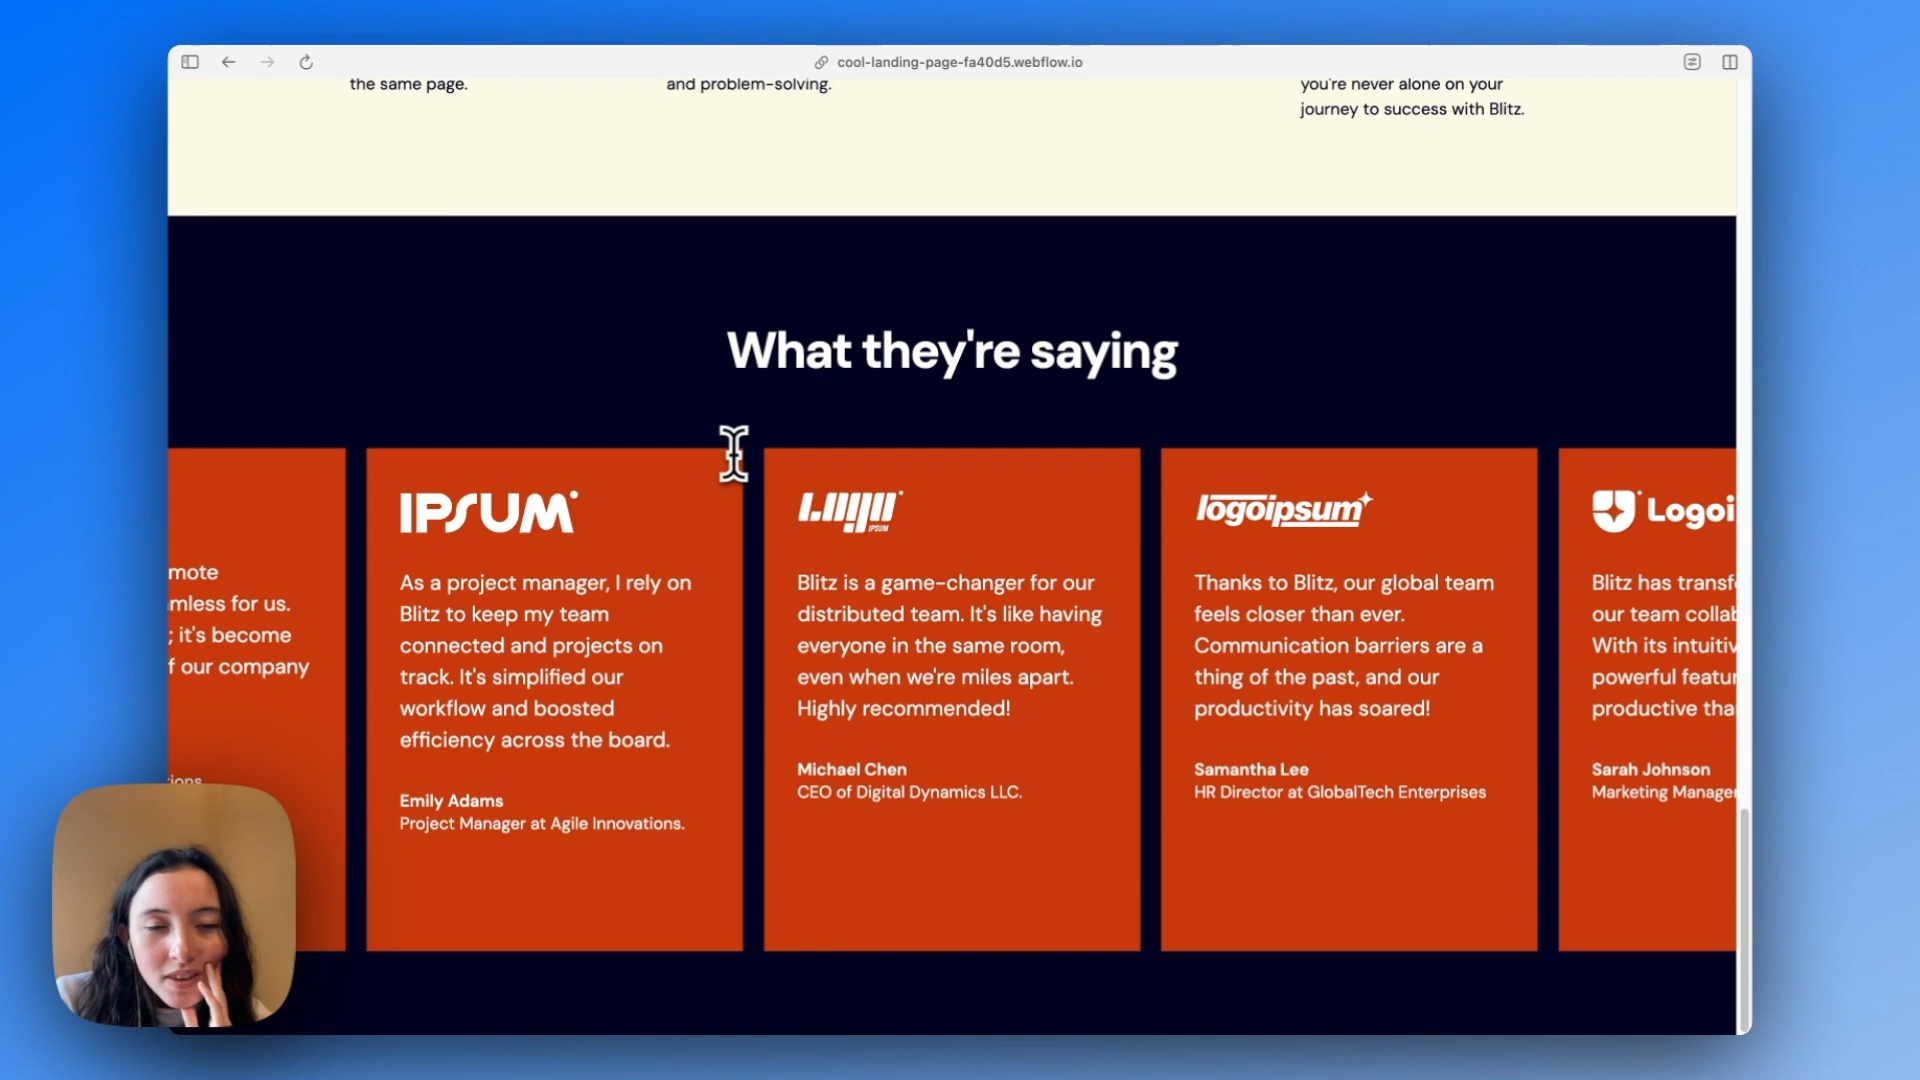 cool-landing-page-fa40d5.webflow.io
the same page.
and problem-solving.
you're never alone on your
journey to success with Blitz.
What they're saying
mote
mless for us.
; it's become
f our company
tions
IPSUM
As a project manager, I rely on
Blitz to keep my team
connected and projects on
track. It's simplified our
workflow and boosted
efficiency across the board.
Emily Adams
Project Manager at Agile Innovations.
IPSUM
Blitz is a game-changer for our
distributed team. It's like having
everyone in the same room,
even when we're miles apart.
Highly recommended!
Michael Chen
CEO of Digital Dynamics LLC.
logoipsum
Thanks to Blitz, our global team
feels closer than ever.
Communication barriers are a
thing of the past, and our
productivity has soared!
Samantha Lee
HR Director at GlobalTech Enterprises
Logoi
Blitz has transf
our team collab
With its intuitiv
powerful featur
productive tha
Sarah Johnson
Marketing Manager